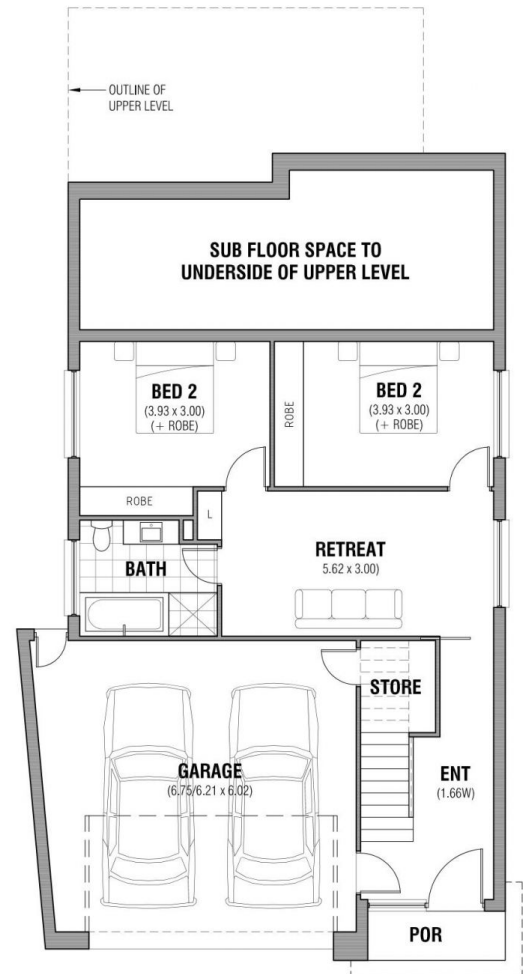 OUTLINE OF
UPPER LEVEL
SUB FLOOR SPACE TO
UNDERSIDE OF UPPER LEVEL
BED 2
(3.93 x 3.00)
(+ ROBE)
ROBE
BED 2
(3.93 x 3.00)
(+ ROBE)
ROBE
L
BATH
RETREAT
5.62 x 3.00)
STORE
GARAGE
(6.75/6.21 x 6.02)
ENT
(1.66W)
POR